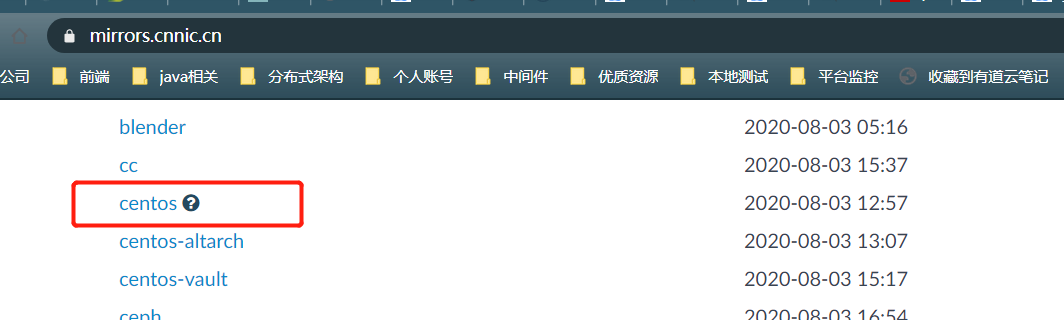 mirrors.cnnic.cn
公司 前端 java相关 分布式架构 个人账号 中间件 优质资源 本地测试 平台监控 收藏到有道云笔记
blender 2020-08-03 05:16
cc 2020-08-03 15:37
centos ? 2020-08-03 12:57
centos-altarch 2020-08-03 13:07
centos-vault 2020-08-03 15:17
ceph 2020-08-03 16:54